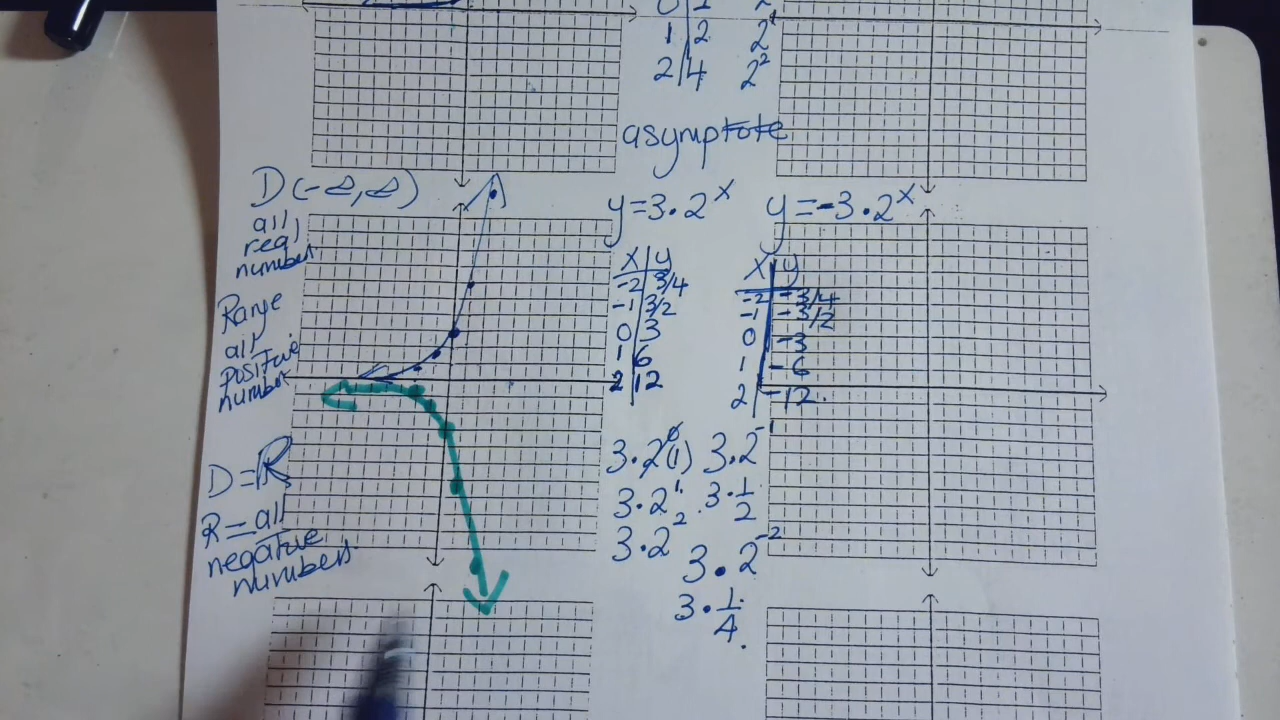 0 1 2
1 2 2
2 4 2²
asymptote
D (-∞, ∞)
all
real
numbers
Range
all
positive
numbers
D = ℝ
R = all
negative
numbers
y = 3 • 2ˣ
x y
-2 3/4
-1 3/2
0 3
1 6
2 12
y = -3 • 2ˣ
x y
-2 -3/4
-1 -3/2
0 -3
1 -6
2 -12
3 • 2⁰ (1)
3 • 2¹
3 • 2²
3 • 2⁻¹
3 • 1/2
3 • 2⁻²
3 • 1/4